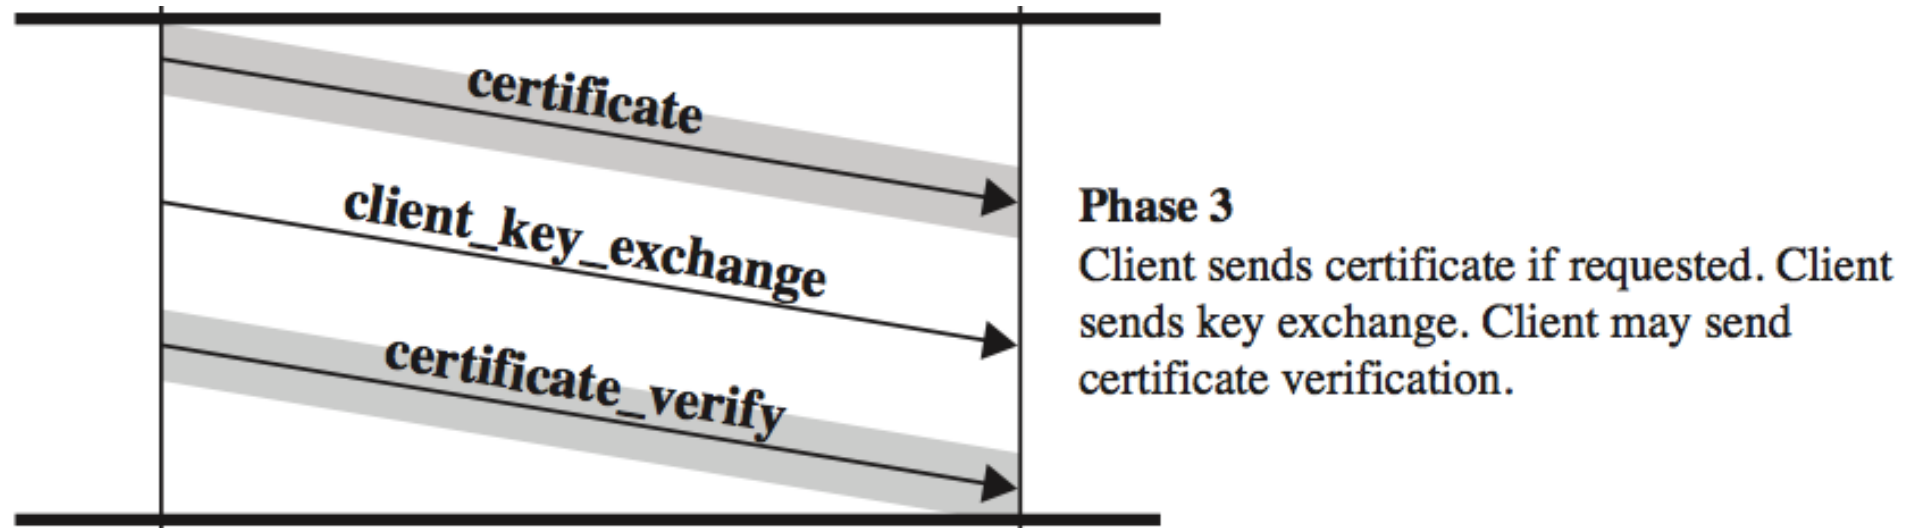 certificate
client_key_exchange
certificate_verify
Phase 3
Client sends certificate if requested. Client
sends key exchange. Client may send
certificate verification.